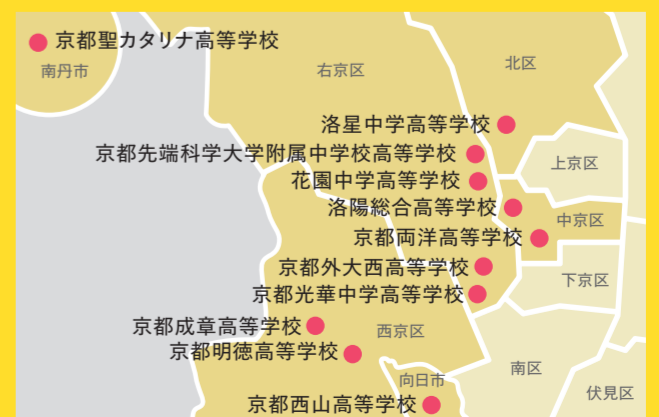 京都聖カタリナ高等学校
南丹市
右京区
北区
洛星中学高等学校
京都先端科学大学附属中学校高等学校
上京区
花園中学高等学校
洛陽総合高等学校
中京区
京都両洋高等学校
京都外大西高等学校
下京区
京都光華中学高等学校
京都成章高等学校
西京区
京都明徳高等学校
南区
向日市
伏見区
京都西山高等学校